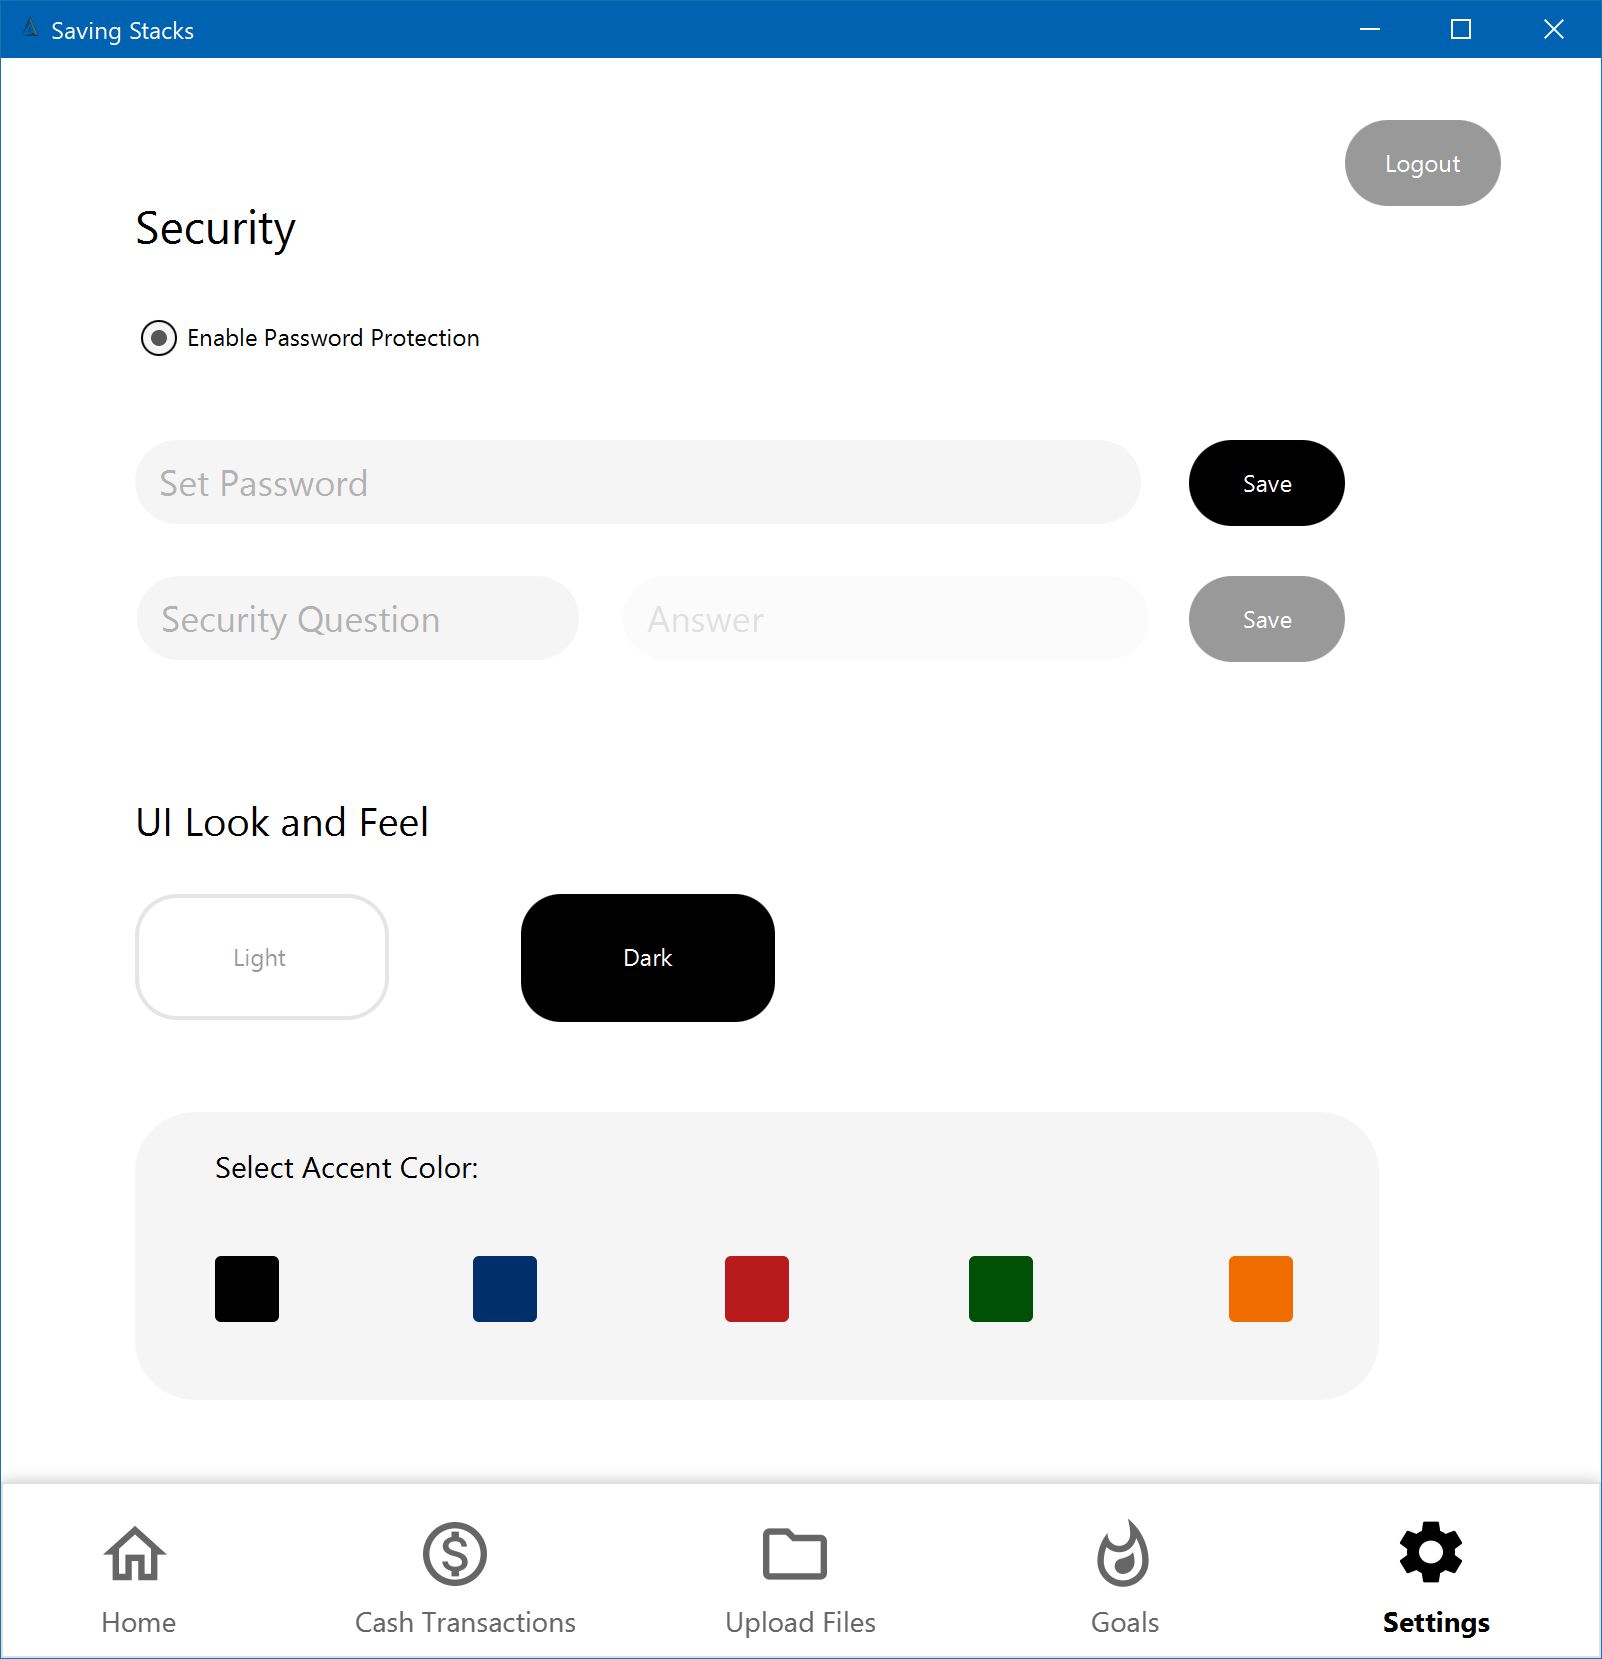 Saving Stacks
Logout
Security
Enable Password Protection
Set Password
Save
Security Question
Answer
Save
UI Look and Feel
Light
Dark
Select Accent Color:
Home
Cash Transactions
Upload Files
Goals
Settings